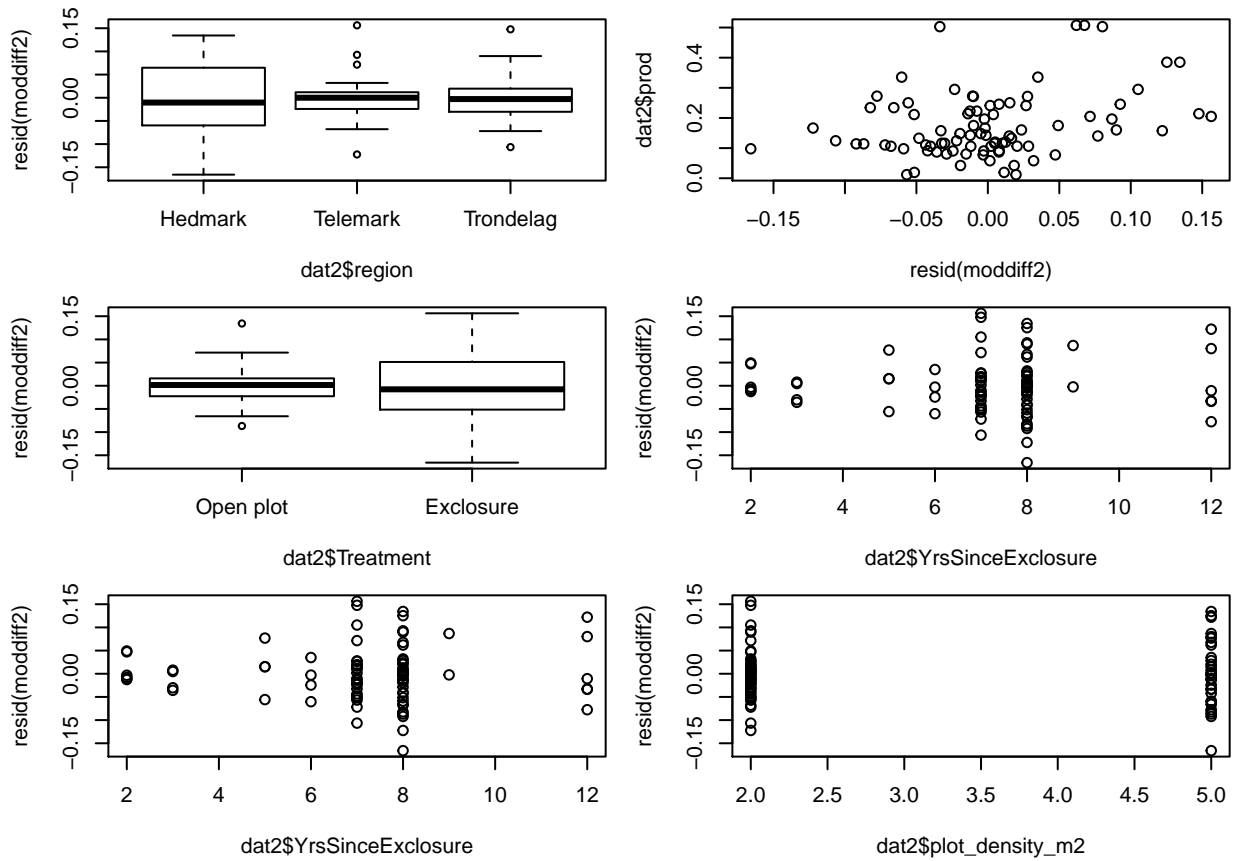 resid(moddiff2)
−0.15 0.00 0.15
Hedmark Telemark Trondelag
dat2$region
dat2$prod
0.0 0.2 0.4
−0.15 −0.05 0.00 0.05 0.10 0.15
resid(moddiff2)
resid(moddiff2)
−0.15 0.00 0.15
Open plot Exclosure
dat2$Treatment
resid(moddiff2)
−0.15 0.00 0.15
2 4 6 8 10 12
dat2$YrsSinceExclosure
resid(moddiff2)
−0.15 0.00 0.15
2 4 6 8 10 12
dat2$YrsSinceExclosure
resid(moddiff2)
−0.15 0.00 0.15
2.0 2.5 3.0 3.5 4.0 4.5 5.0
dat2$plot_density_m2